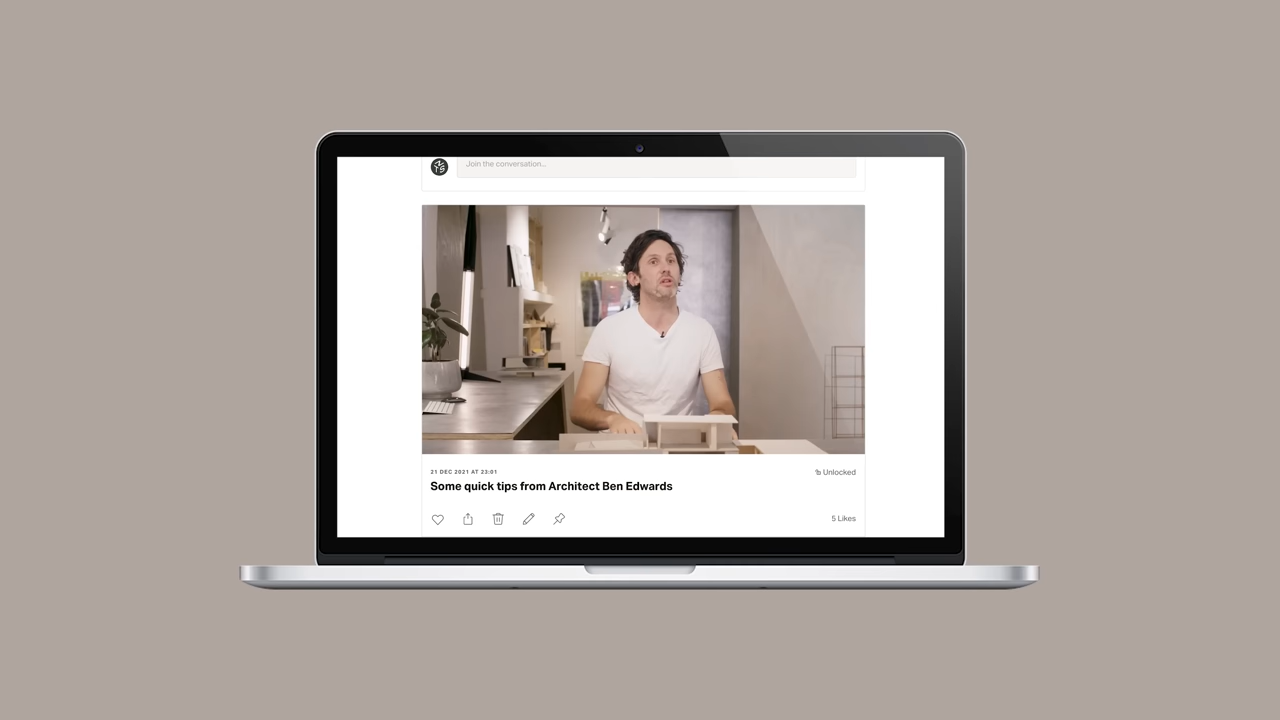 Join the conversation...
21 DEC 2021 AT 23:01
Unlocked
Some quick tips from Architect Ben Edwards
5 Likes